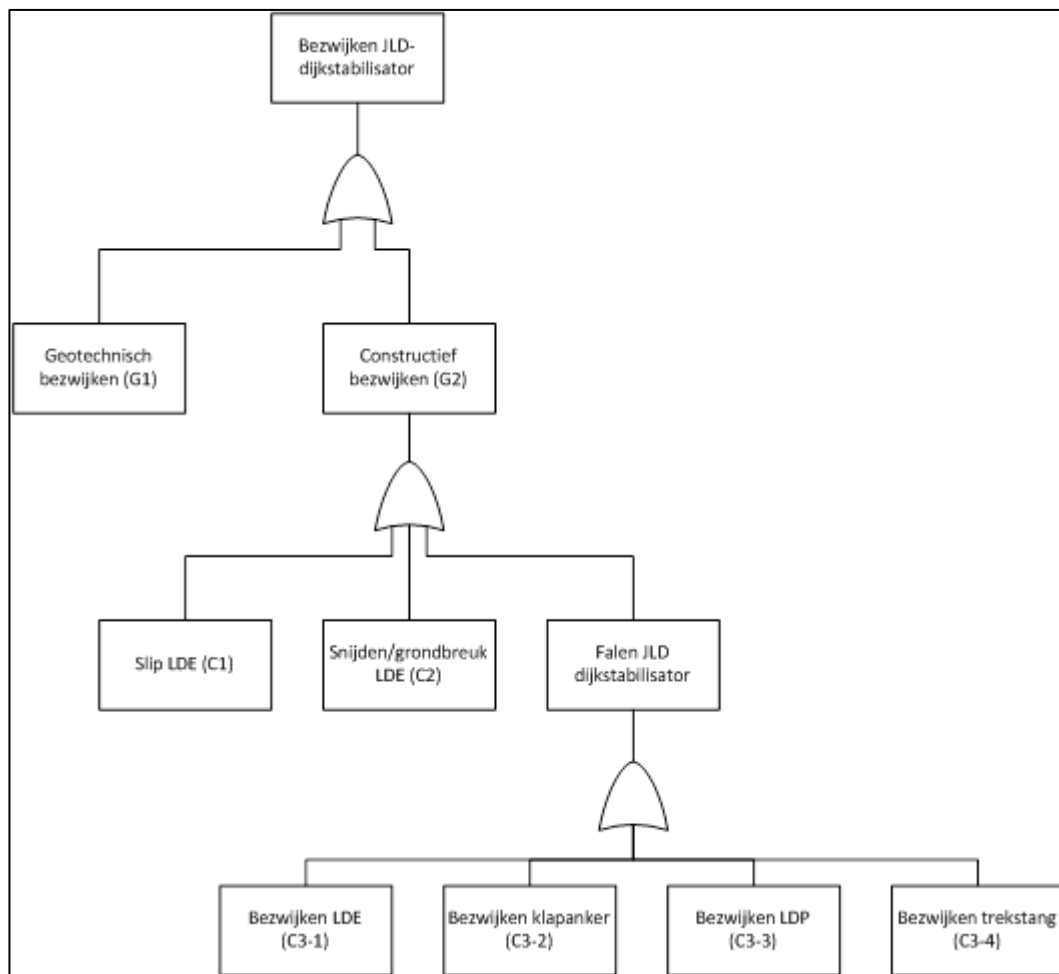 Bezwijken JLD-
dijkstabilisator
Geotechnisch
bezwijken (G1)
Constructief
bezwijken (G2)
Slip LDE (C1)
Snijden/grondbreuk
LDE (C2)
Falen JLD
dijkstabilisator
Bezwijken LDE
(C3-1)
Bezwijken klapanker
(C3-2)
Bezwijken LDP
(C3-3)
Bezwijken trekstang
(C3-4)